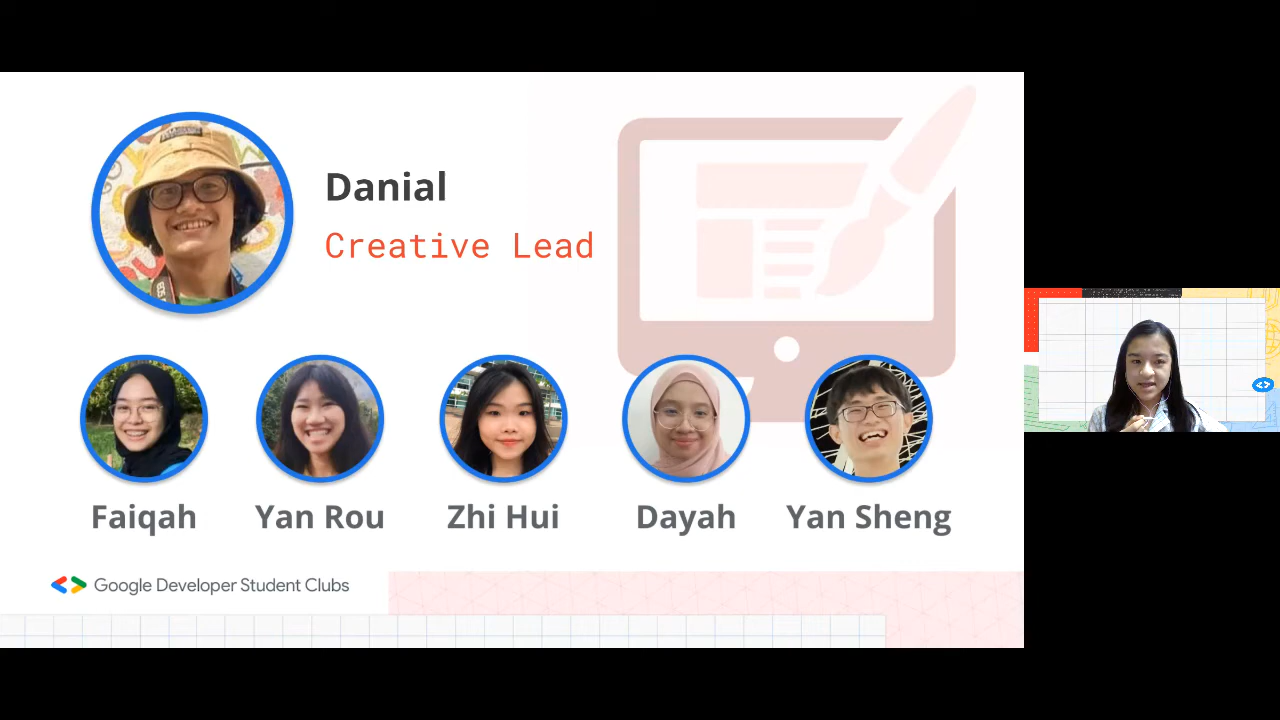 Danial
Creative Lead
Faiqah
Yan Rou
Zhi Hui
Dayah
Yan Sheng
Google Developer Student Clubs